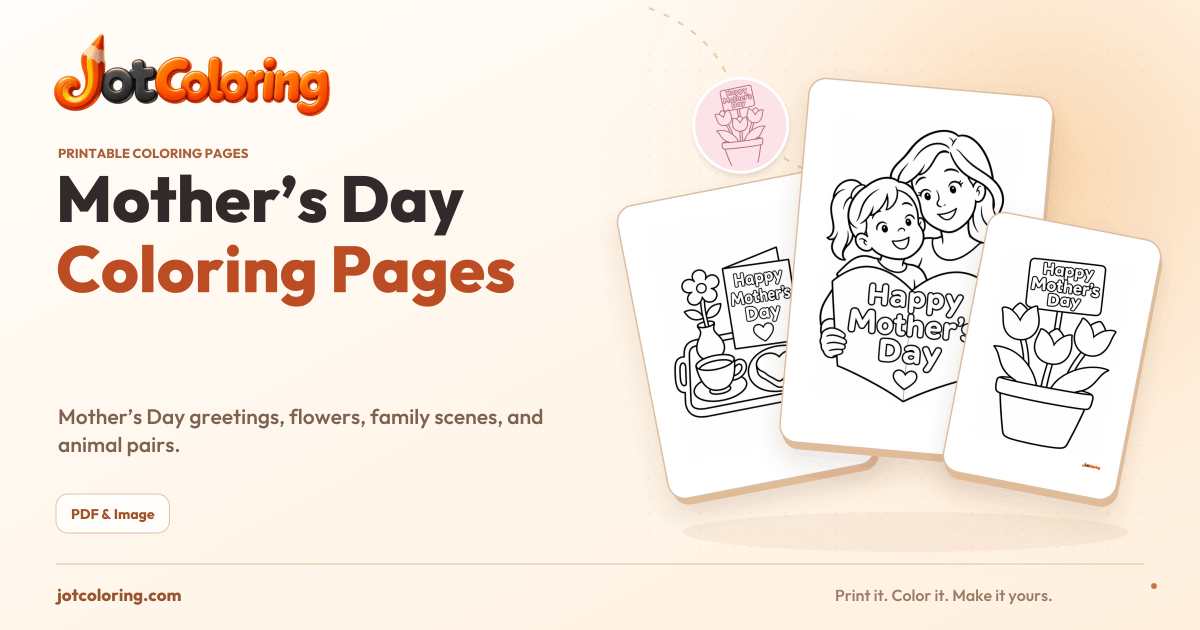 JotColoring
PRINTABLE COLORING PAGES
Mother’s Day
Coloring Pages
Mother’s Day greetings, flowers, family scenes, and
animal pairs.
PDF & Image
jotcoloring.com
Print it. Color it. Make it yours.
Happy
Mother's
Day
Happy
Mother's
Day
Happy
Mother's
Day
Happy
Mother's
Day
JotColoring